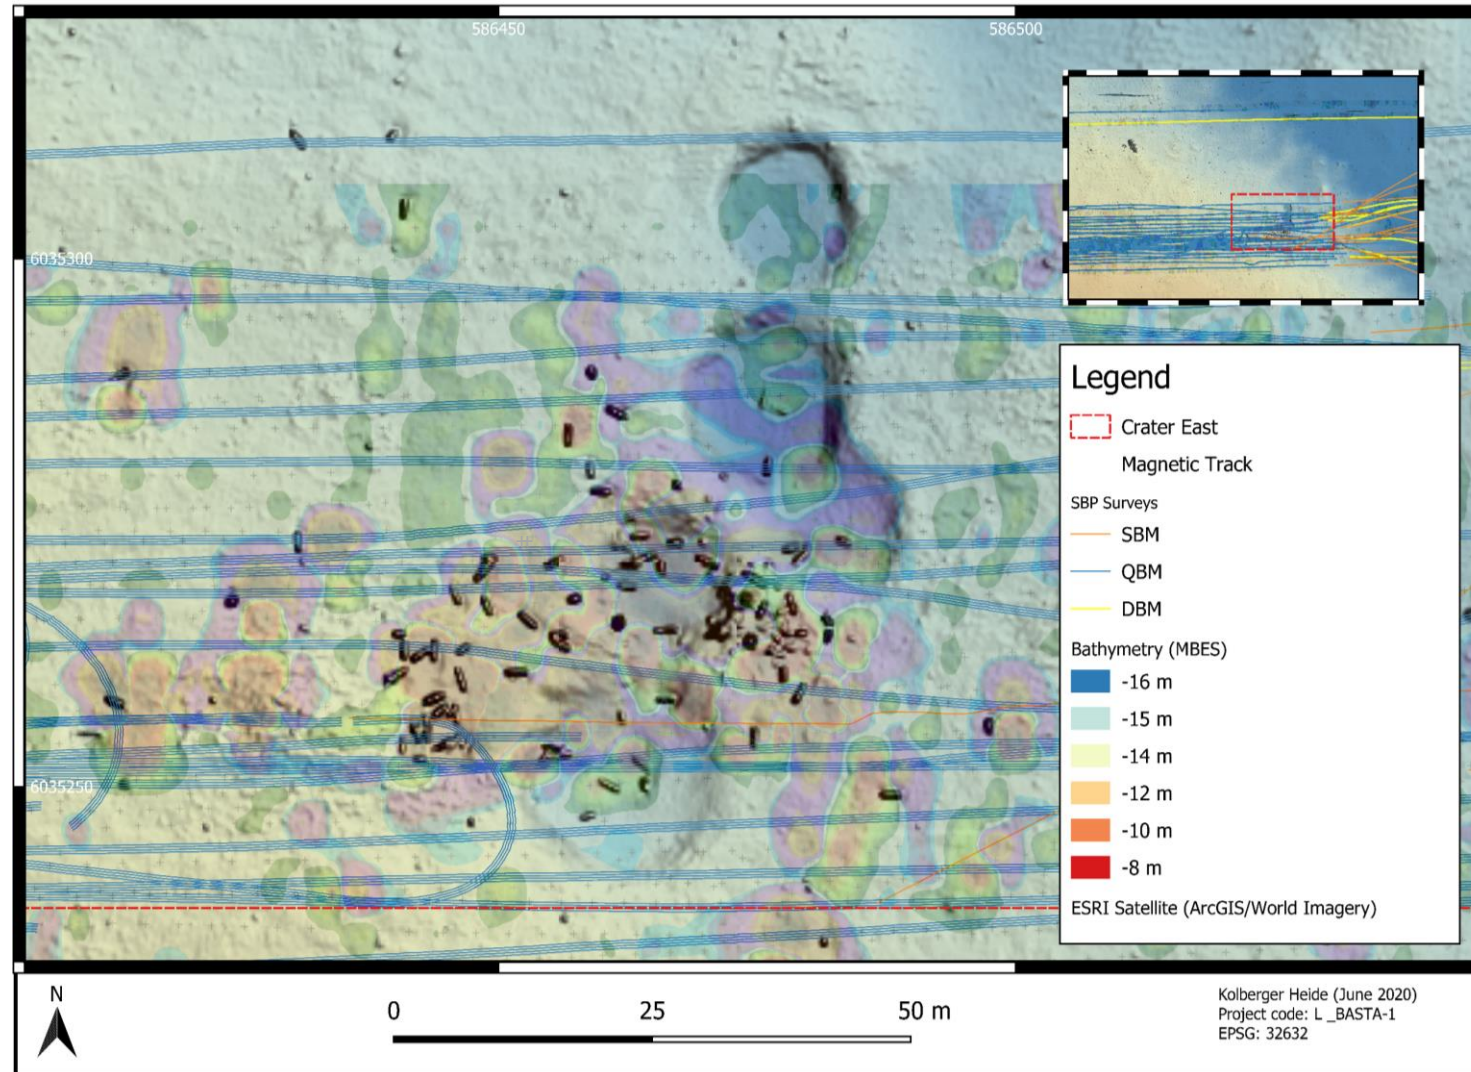 586450
586500
6035300
6035250
Legend
Crater East
Magnetic Track
SBP Surveys
SBM
QBM
DBM
Bathymetry (MBES)
-16 m
-15 m
-14 m
-12 m
-10 m
-8 m
ESRI Satellite (ArcGIS/World Imagery)
N
0
25
50 m
Kolberger Heide (June 2020)
Project code: L _BASTA-1
EPSG: 32632